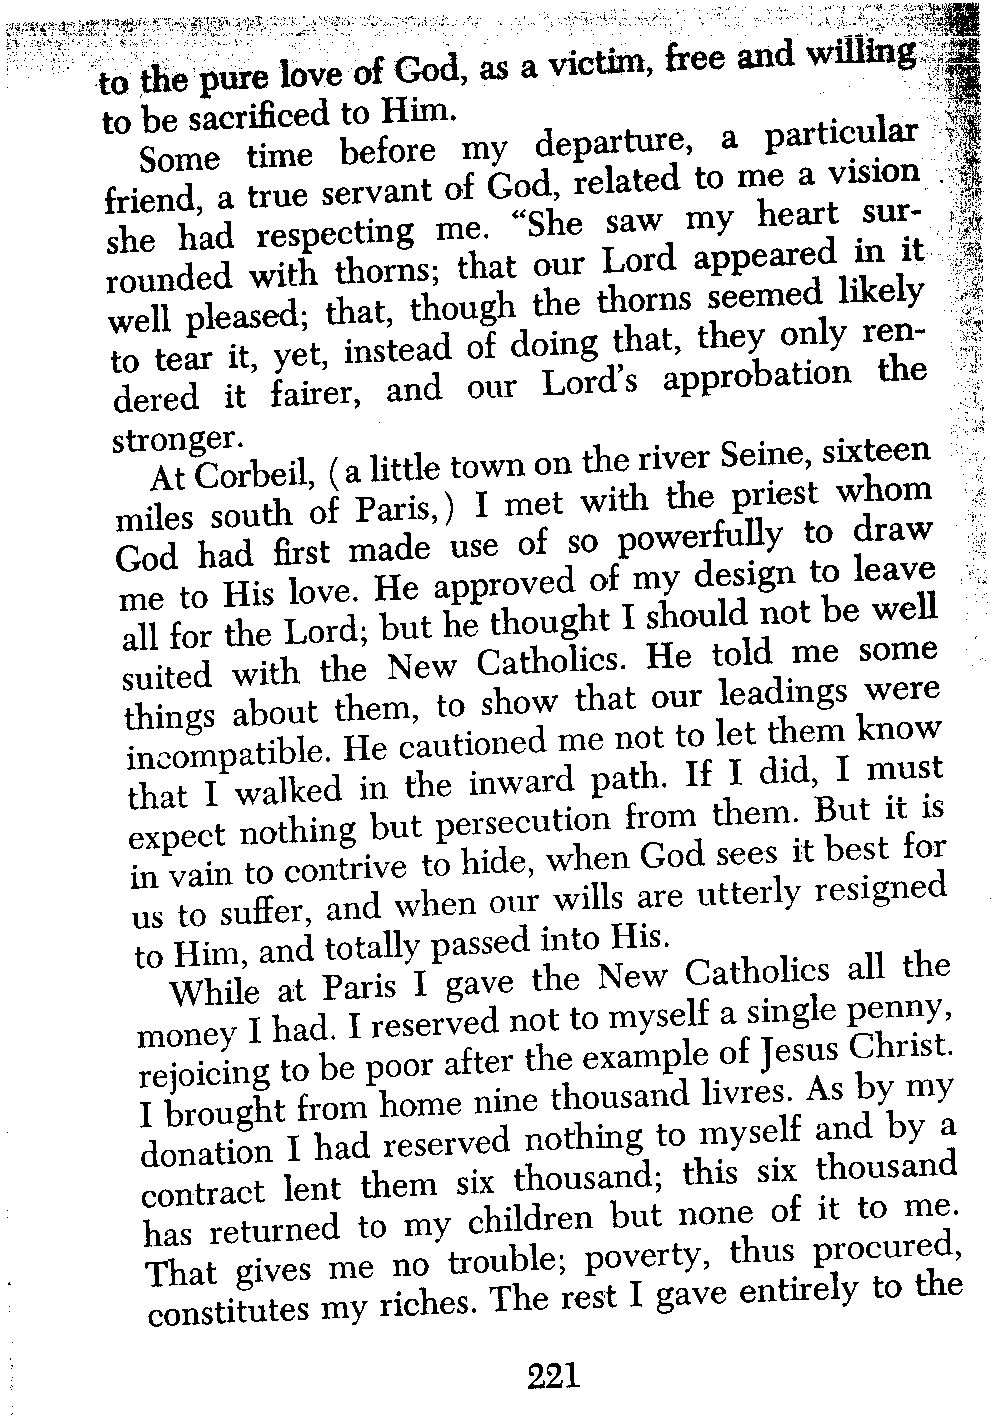 to the pure love of God, as a victim, free and willing
to be sacrificed to Him.
Some time before my departure, a particular
friend, a true servant of God, related to me a vision
she had respecting me. “She saw my heart sur-
rounded with thorns; that our Lord appeared in it
well pleased; that, though the thorns seemed likely
to tear it, yet, instead of doing that, they only ren-
dered it fairer, and our Lord’s approbation the
stronger.
At Corbeil, (a little town on the river Seine, sixteen
miles south of Paris,) I met with the priest whom
God had first made use of so powerfully to draw
me to His love. He approved of my design to leave
all for the Lord; but he thought I should not be well
suited with the New Catholics. He told me some
things about them, to show that our leadings were
incompatible. He cautioned me not to let them know
that I walked in the inward path. If I did, I must
expect nothing but persecution from them. But it is
in vain to contrive to hide, when God sees it best for
us to suffer, and when our wills are utterly resigned
to Him, and totally passed into His.
While at Paris I gave the New Catholics all the
money I had. I reserved not to myself a single penny,
rejoicing to be poor after the example of Jesus Christ.
I brought from home nine thousand livres. As by my
donation I had reserved nothing to myself and by a
contract lent them six thousand; this six thousand
has returned to my children but none of it to me.
That gives me no trouble; poverty, thus procured,
constitutes my riches. The rest I gave entirely to the
221